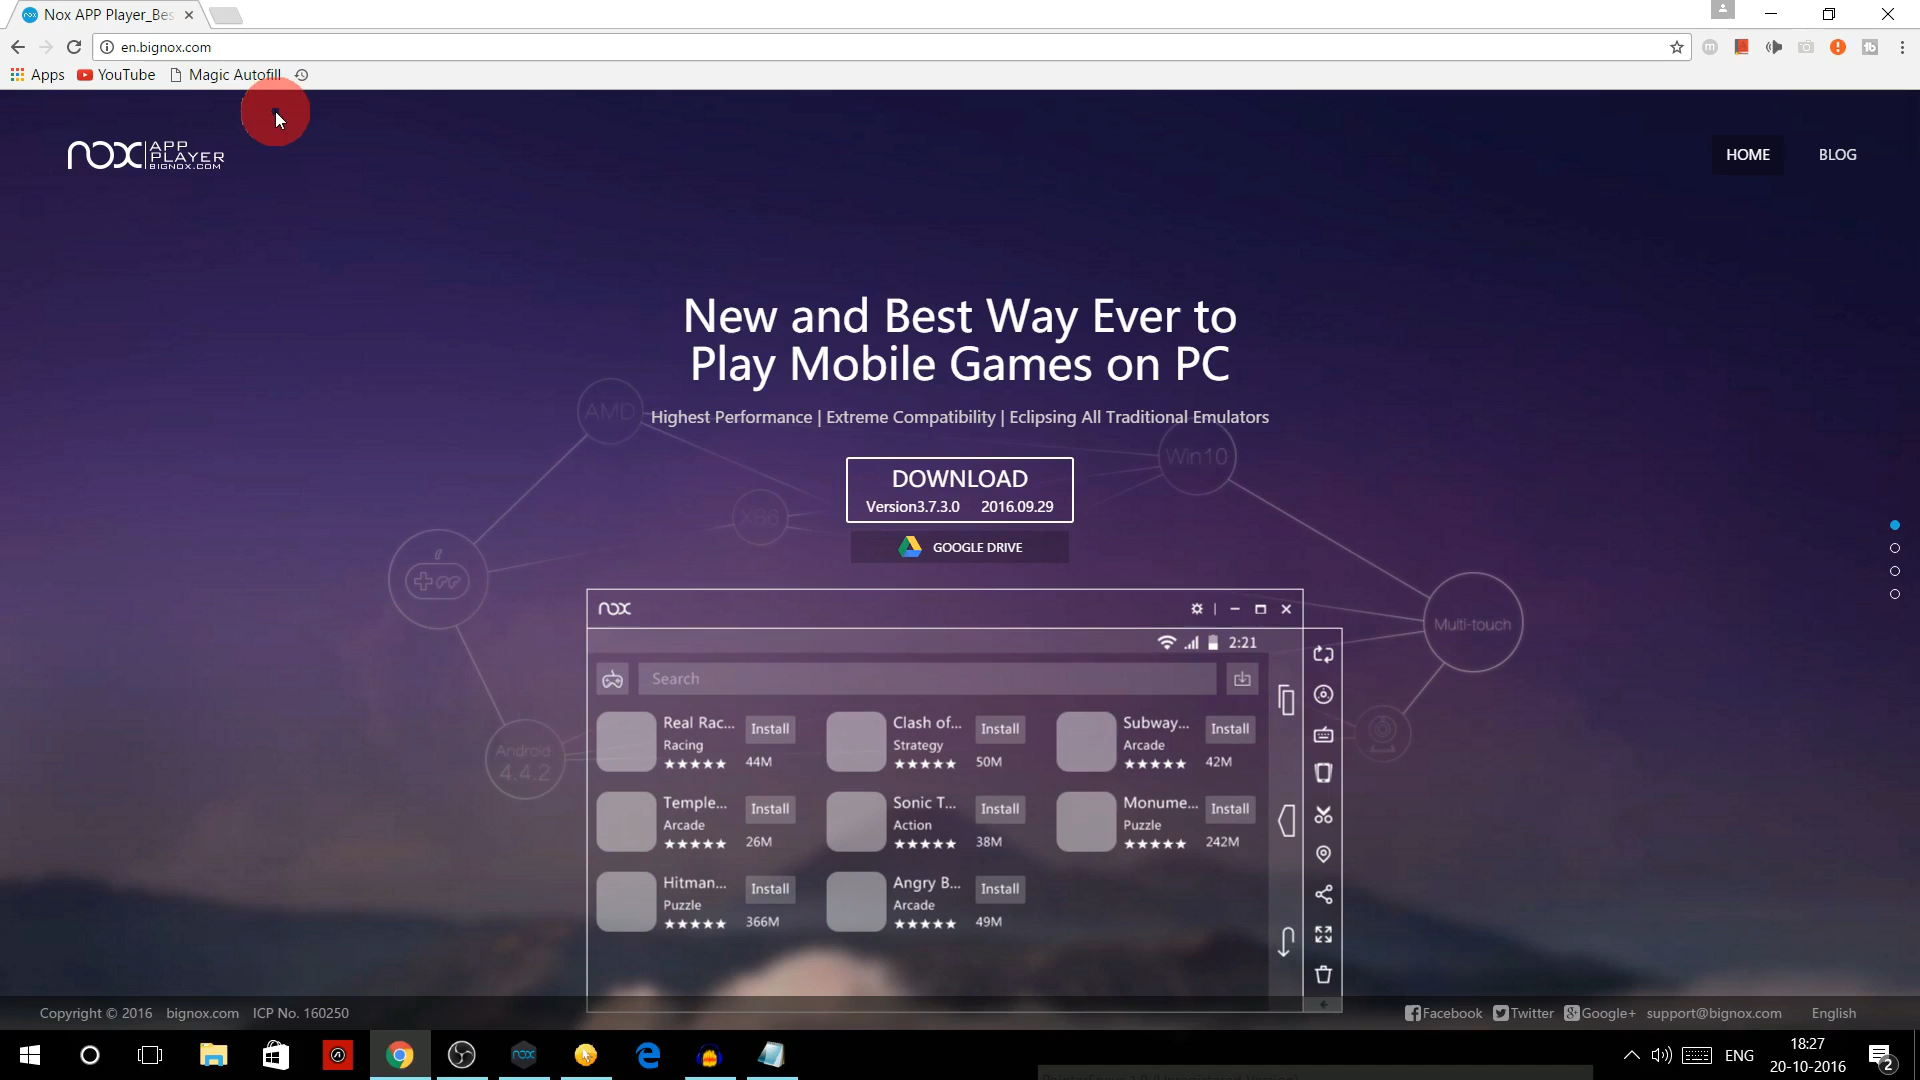 Nox APP Player_Bes
en.bignox.com
Apps YouTube Magic Autofill
nox APP PLAYER BIGNOX.COM
HOME BLOG
New and Best Way Ever to
Play Mobile Games on PC
AMD
Highest Performance | Extreme Compatibility | Eclipsing All Traditional Emulators
Win10
DOWNLOAD
Version3.7.3.0 2016.09.29
X86
GOOGLE DRIVE
nox
Multi-touch
2:21
Search
Real Rac... Install Clash of... Install Subway... Install
Racing Strategy Arcade
44M 50M 42M
Android
4.4.2
Temple... Install Sonic T... Install Monume... Install
Arcade Action Puzzle
26M 38M 242M
Hitman... Install Angry B... Install
Puzzle Arcade
366M 49M
Copyright © 2016 bignox.com ICP No. 160250
Facebook Twitter Google+ support@bignox.com English
18:27
ENG
20-10-2016
2